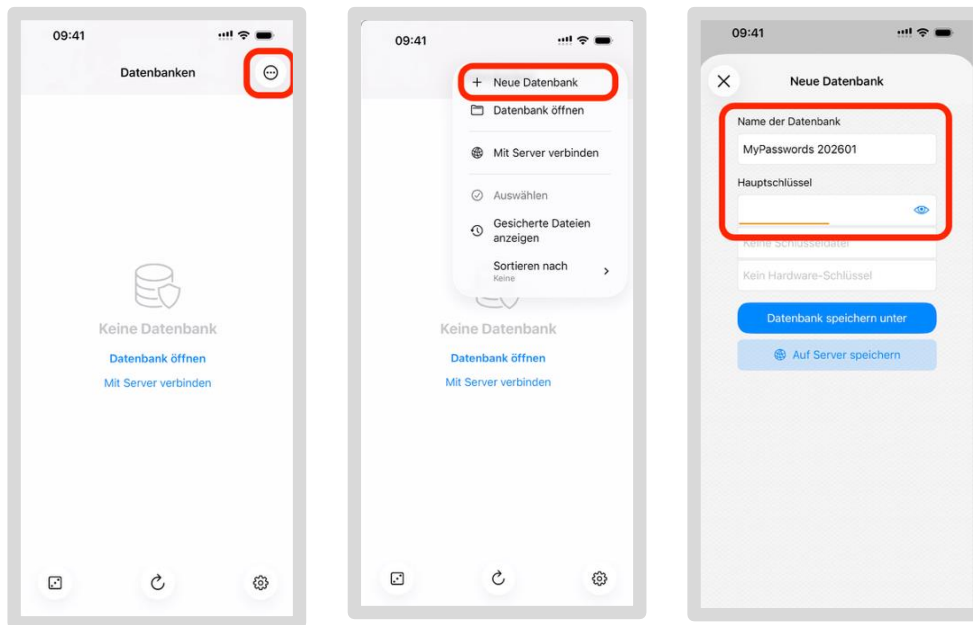 09:41
Datenbanken
Keine Datenbank
Datenbank öffnen
Mit Server verbinden
09:41
Neue Datenbank
Datenbank öffnen
Mit Server verbinden
Auswählen
Gesicherte Dateien
anzeigen
Sortieren nach
Keine
Keine Datenbank
Datenbank öffnen
Mit Server verbinden
09:41
Neue Datenbank
Name der Datenbank
MyPasswords 202601
Hauptschlüssel
Keine Schlüsseldatei
Kein Hardware-Schlüssel
Datenbank speichern unter
Auf Server speichern